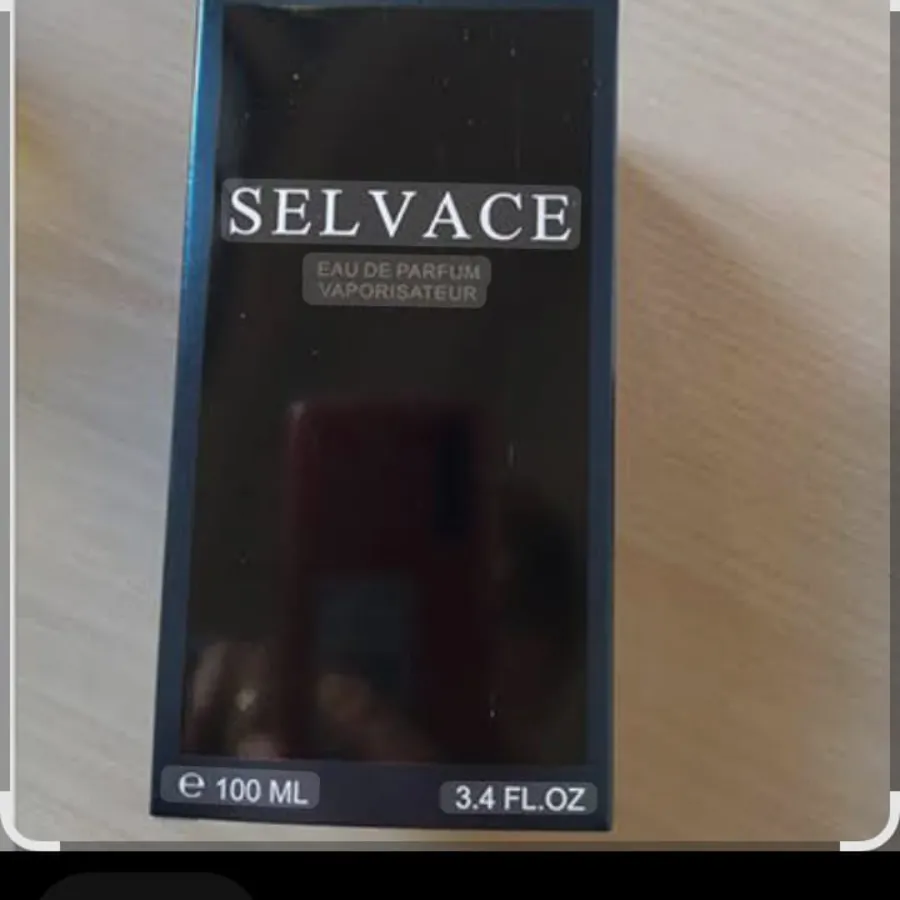 SELVACE
EAU DE PARFUM
VAPORISATEUR
℮ 100 ML
3.4 FL.OZ